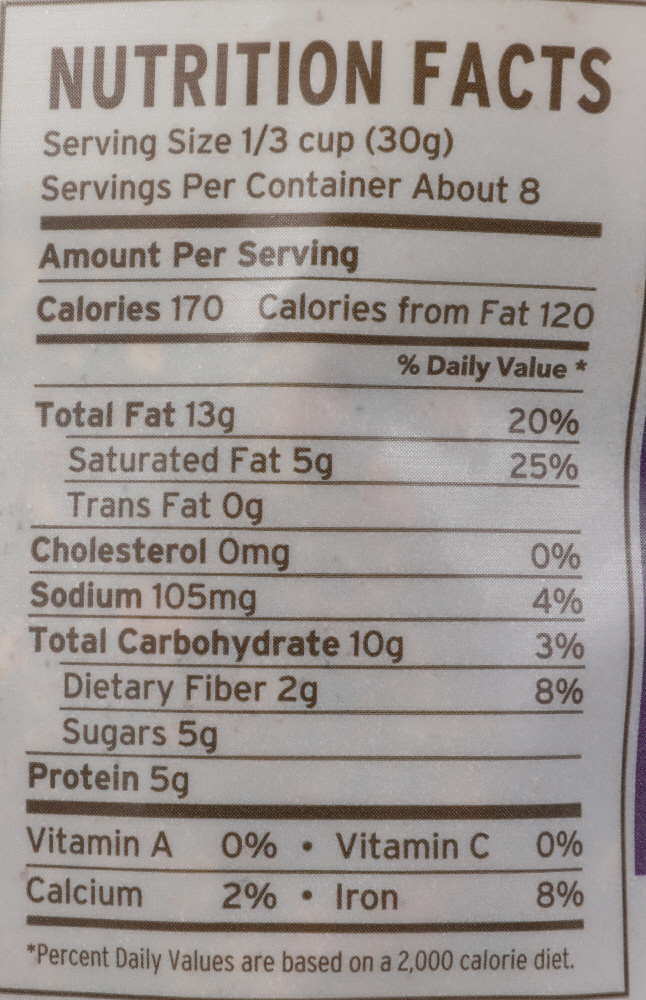 NUTRITION FACTS
Serving Size 1/3 cup (30g)
Servings Per Container About 8
Amount Per Serving
Calories 170 Calories from Fat 120
% Daily Value *
Total Fat 13g 20%
Saturated Fat 5g 25%
Trans Fat 0g
Cholesterol 0mg 0%
Sodium 105mg 4%
Total Carbohydrate 10g 3%
Dietary Fiber 2g 8%
Sugars 5g
Protein 5g
Vitamin A 0% • Vitamin C 0%
Calcium 2% • Iron 8%
*Percent Daily Values are based on a 2,000 calorie diet.